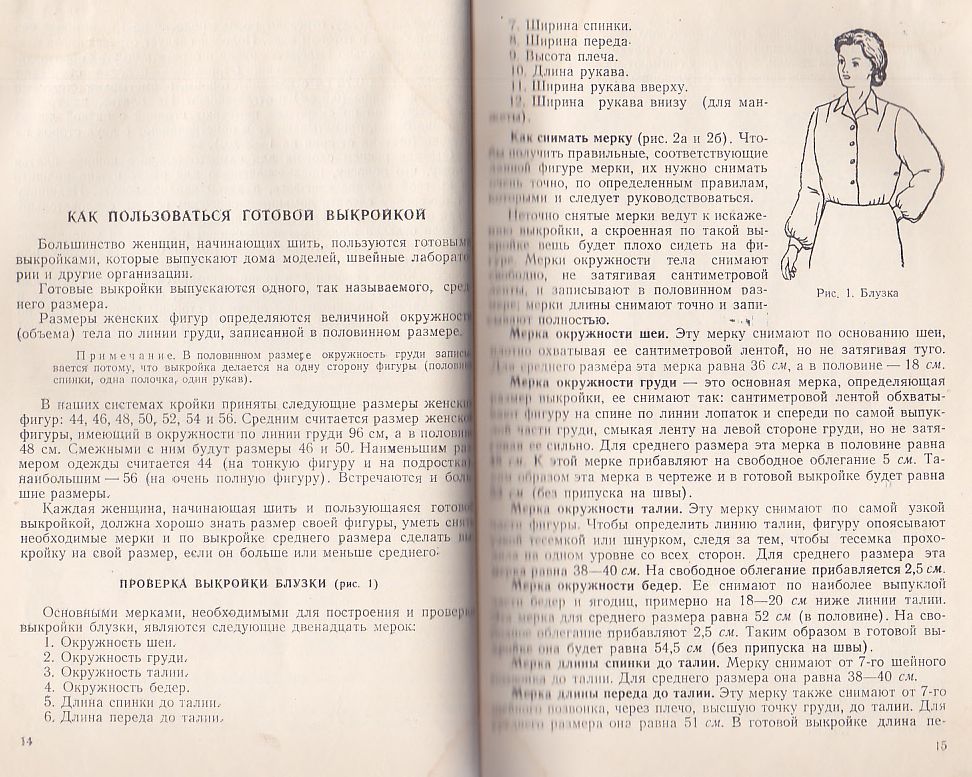 КАК ПОЛЬЗОВАТЬСЯ ГОТОВОЙ ВЫКРОЙКОЙ
Большинство женщин, начинающих шить, пользуются готовым
выкройками, которые выпускают дома моделей, швейные лаборато
рии и другие организации.
Готовые выкройки выпускаются одного, так называемого, сред
него размера.
Размеры женских фигур определяются величиной окружност
(объема) тела по линии груди, записанной в половинном размере.
Примечание. В половинном размере окружность груди записы
вается потому, что выкройка делается на одну сторону фигуры (половин
спинки, одна полочка, один рукав).
В наших системах кройки приняты следующие размеры женски
фигур: 44, 46, 48, 50, 52, 54 и 56. Средним считается размер женско
фигуры, имеющий в окружности по линии груди 96 см, а в половине
48 см. Смежными с ним будут размеры 46 и 50. Наименьшим ра
мером одежды считается 44 (на тонкую фигуру и на подростка)
наибольшим — 56 (на очень полную фигуру). Встречаются и боль
шие размеры.
Каждая женщина, начинающая шить и пользующаяся готово
выкройкой, должна хорошо знать размер своей фигуры, уметь снять
необходимые мерки и по выкройке среднего размера сделать вы
кройку на свой размер, если он больше или меньше среднего.
ПРОВЕРКА ВЫКРОЙКИ БЛУЗКИ (рис. 1)
Основными мерками, необходимыми для построения и проверки
выкройки блузки, являются следующие двенадцать мерок:
1. Окружность шеи.
2. Окружность груди.
3. Окружность талии.
4. Окружность бедер.
5. Длина спинки до талии.
6. Длина переда до талии.
14
7. Ширина спинки.
8. Ширина переда.
9. Высота плеча.
10. Длина рукава.
11. Ширина рукава вверху.
12. Ширина рукава внизу (для ман-
жеты).
Как снимать мерку (рис. 2а и 2б). Что-
бы получить правильные, соответствующие
данной фигуре мерки, их нужно снимать
очень точно, по определенным правилам,
которыми и следует руководствоваться.
Неточно снятые мерки ведут к искаже-
нию выкройки, а скроенная по такой вы-
кройке вещь будет плохо сидеть на фи-
гуре. Мерки окружности тела снимают
свободно, не затягивая сантиметровой
ленты, и записывают в половинном раз-
мере; мерки длины снимают точно и запи-
сывают полностью.
Рис. 1. Блузка
Мерка окружности шеи. Эту мерку снимают по основанию шеи,
плотно охватывая ее сантиметровой лентой, но не затягивая туго.
Для среднего размера эта мерка равна 36 см, а в половине — 18 см.
Мерка окружности груди — это основная мерка, определяющая
размер выкройки, ее снимают так: сантиметровой лентой обхваты-
вают фигуру на спине по линии лопаток и спереди по самой выпук-
лой части груди, смыкая ленту на левой стороне груди, но не затя-
гивая ее сильно. Для среднего размера эта мерка в половине равна
48 см. К этой мерке прибавляют на свободное облегание 5 см. Та-
ким образом эта мерка в чертеже и в готовой выкройке будет равна
53 см (без припуска на швы).
Мерка окружности талии. Эту мерку снимают по самой узкой
части фигуры. Чтобы определить линию талии, фигуру опоясывают
тесемкой или шнурком, следя за тем, чтобы тесемка прохо-
дила на одном уровне со всех сторон. Для среднего размера эта
мерка равна 38—40 см. На свободное облегание прибавляется 2,5 см.
Мерка окружности бедер. Ее снимают по наиболее выпуклой
части бедер и ягодиц, примерно на 18—20 см ниже линии талии.
Эта мерка для среднего размера равна 52 см (в половине). На сво-
бодное облегание прибавляют 2,5 см. Таким образом в готовой вы-
кройке она будет равна 54,5 см (без припуска на швы).
Мерка длины спинки до талии. Мерку снимают от 7-го шейного
позвонка до талии. Для среднего размера она равна 38—40 см.
Мерка длины переда до талии. Эту мерку также снимают от 7-го
шейного позвонка, через плечо, высшую точку груди, до талии. Для
среднего размера она равна 51 см. В готовой выкройке длина пе-
15